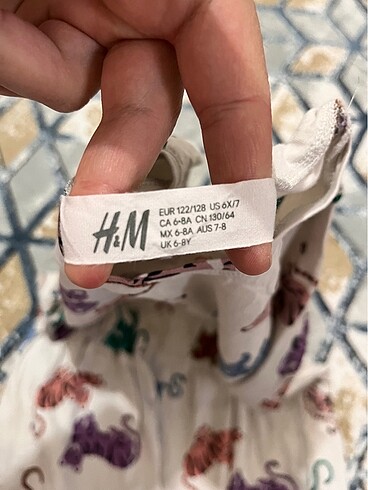 H&M
EUR 122/128 US 6X/7
CA 6-8A CN 130/64
MX 6-8A AUS 7-8
UK 6-8Y